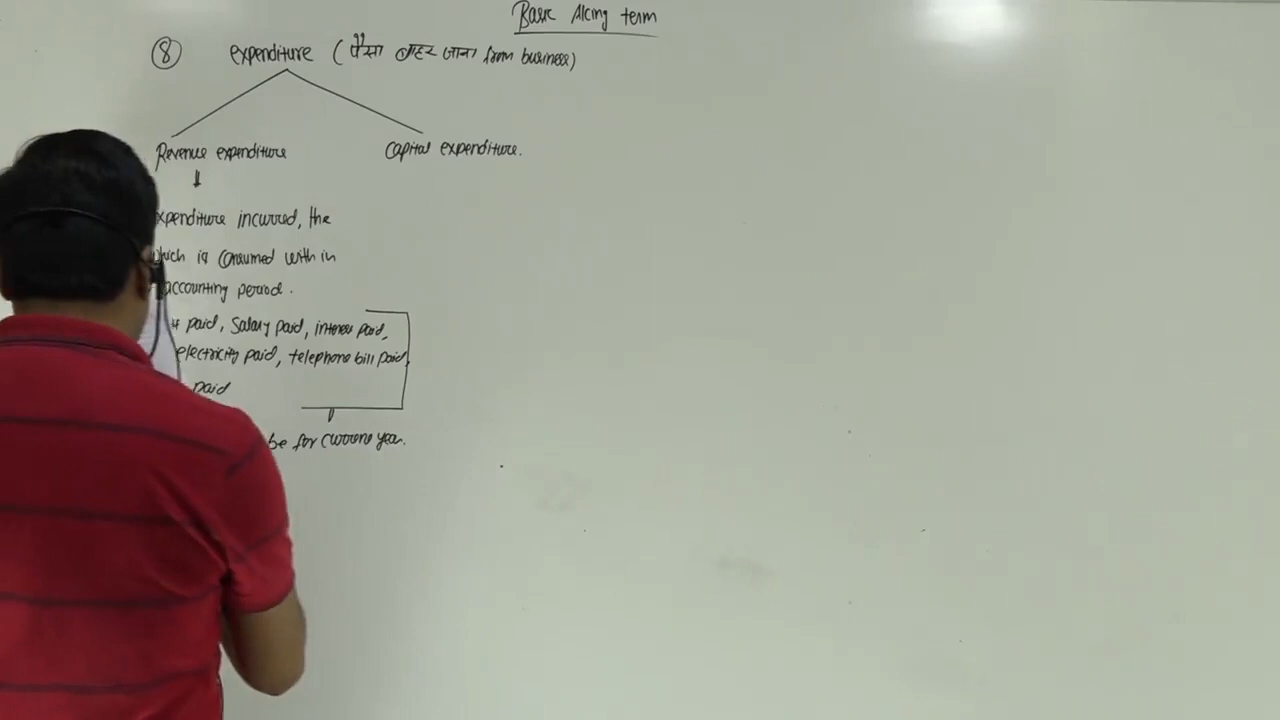 Basic A/cing term
⑧ expenditure (पैसा बाहर जाना from business)
Revenue expenditure
Capital expenditure.
xpenditure incurred, the
which is consumed with in
accounting period.
paid, Salary paid, interest paid,
electricity paid, telephone bill paid,
paid
be for current year.